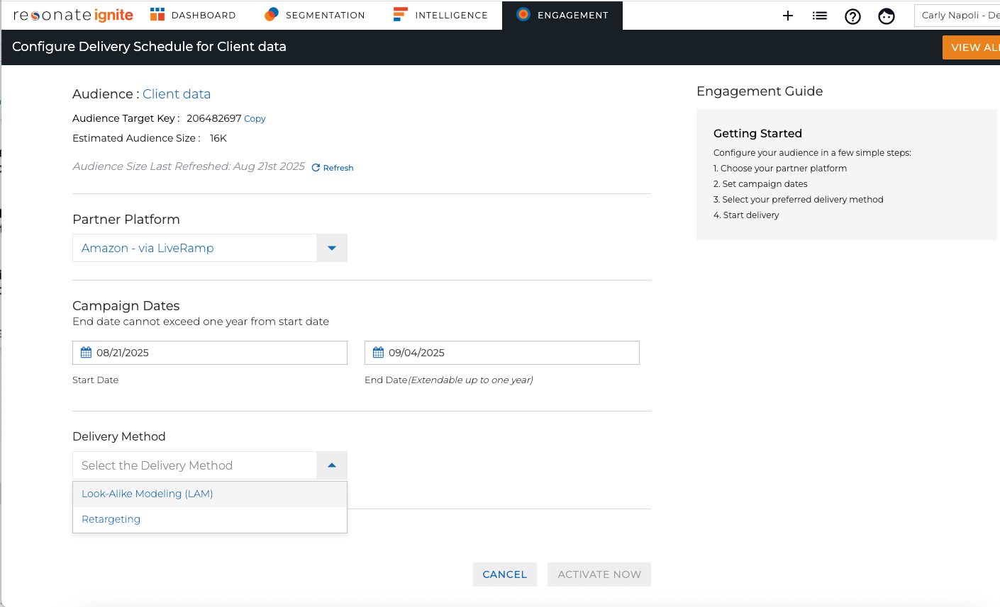 resonate ignite DASHBOARD SEGMENTATION INTELLIGENCE ENGAGEMENT Carly Napoli - De
Configure Delivery Schedule for Client data
VIEW ALL
Audience : Client data
Audience Target Key : 206482697 Copy
Estimated Audience Size : 16K
Audience Size Last Refreshed: Aug 21st 2025 Refresh
Partner Platform
Amazon - via LiveRamp
Campaign Dates
End date cannot exceed one year from start date
08/21/2025
09/04/2025
Start Date
End Date(Extendable up to one year)
Delivery Method
Select the Delivery Method
Look-Alike Modeling (LAM)
Retargeting
CANCEL
ACTIVATE NOW
Engagement Guide
Getting Started
Configure your audience in a few simple steps:
1. Choose your partner platform
2. Set campaign dates
3. Select your preferred delivery method
4. Start delivery